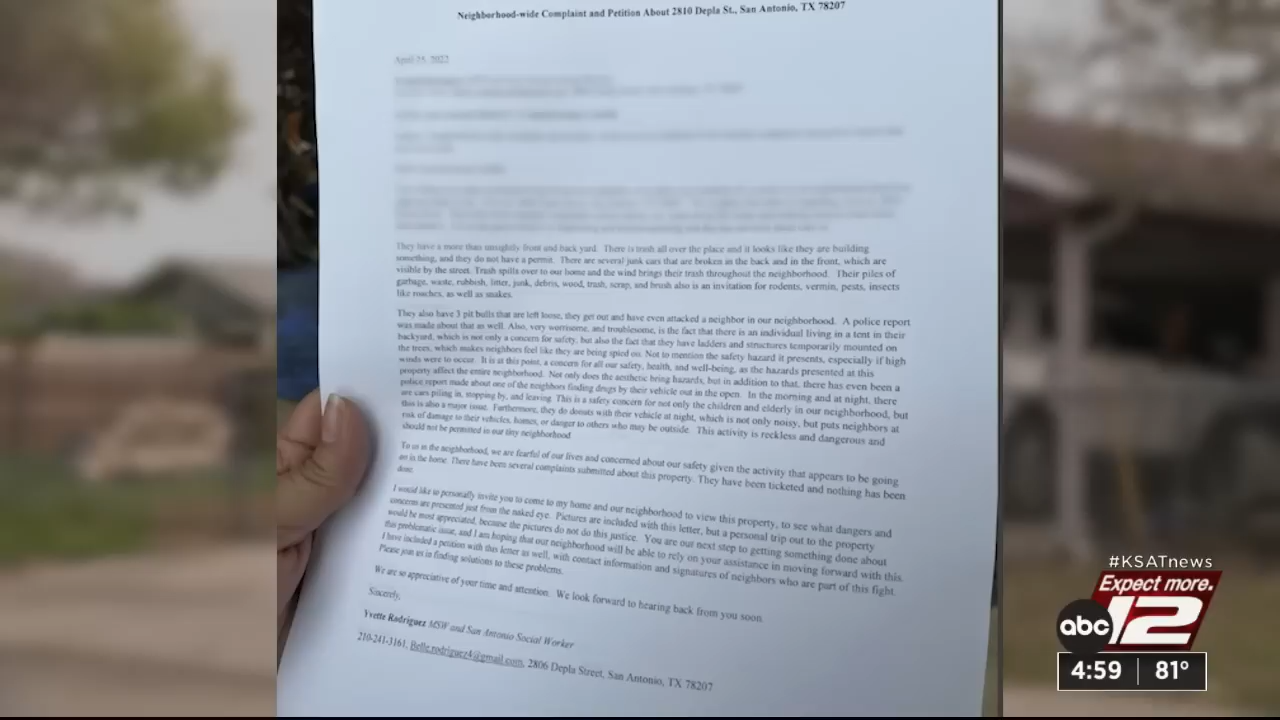 Neighborhood-wide Complaint and Petition About 2810 Depla St., San Antonio, TX 78207
April 25, 2022
They have a more than unsightly front and back yard. There is trash all over the place and it looks like they are building
something, and they do not have a permit. There are several junk cars that are broken in the back and in the front, which are
visible by the street. Trash spills over to our home and the wind brings their trash throughout the neighborhood. Their piles of
garbage, waste, rubbish, litter, junk, debris, wood, trash, scrap, and brush also is an invitation for rodents, vermin, pests, insects
like roaches, as well as snakes.
They also have 3 pit bulls that are left loose, they get out and have even attacked a neighbor in our neighborhood. A police report
was made about that as well. Also, very worrisome, and troublesome, is the fact that there is an individual living in a tent in their
backyard, which is not only a concern for safety, but also the fact that they have ladders and structures temporarily mounted on
the trees, which makes neighbors feel like they are being spied on. Not to mention the safety hazard it presents, especially if high
winds were to occur. It is at this point, a concern for all our safety, health, and well-being, as the hazards presented at this
property affect the entire neighborhood. Not only does the aesthetic bring hazards, but in addition to that, there has even been a
police report made about one of the neighbors finding drugs by their vehicle out in the open. In the morning and at night, there
are cars piling in, stopping by, and leaving. This is a safety concern for not only the children and elderly in our neighborhood, but
this is also a major issue. Furthermore, they do donuts with their vehicle at night, which is not only noisy, but puts neighbors at
risk of damage to their vehicles, homes, or danger to others who may be outside. This activity is reckless and dangerous and
should not be permitted in our tiny neighborhood.
To us in the neighborhood, we are fearful of our lives and concerned about our safety given the activity that appears to be going
on in the home. There have been several complaints submitted about this property. They have been ticketed and nothing has been
done.
I would like to personally invite you to come to my home and our neighborhood to view this property, to see what dangers and
concerns are presented just from the naked eye. Pictures are included with this letter, but a personal trip out to the property
would be most appreciated, because the pictures do not do this justice. You are our next step to getting something done about
this problematic issue, and I am hoping that our neighborhood will be able to rely on your assistance in moving forward with this.
I have included a petition with this letter as well, with contact information and signatures of neighbors who are part of this fight.
Please join us in finding solutions to these problems.
We are so appreciative of your time and attention. We look forward to hearing back from you soon.
Sincerely,
Yvette Rodriguez MSW and San Antonio Social Worker
210-241-3161, Belle.rodriguez4@gmail.com, 2806 Depla Street, San Antonio, TX 78207
#KSATnews
Expect more.
abc 12
4:59 81°